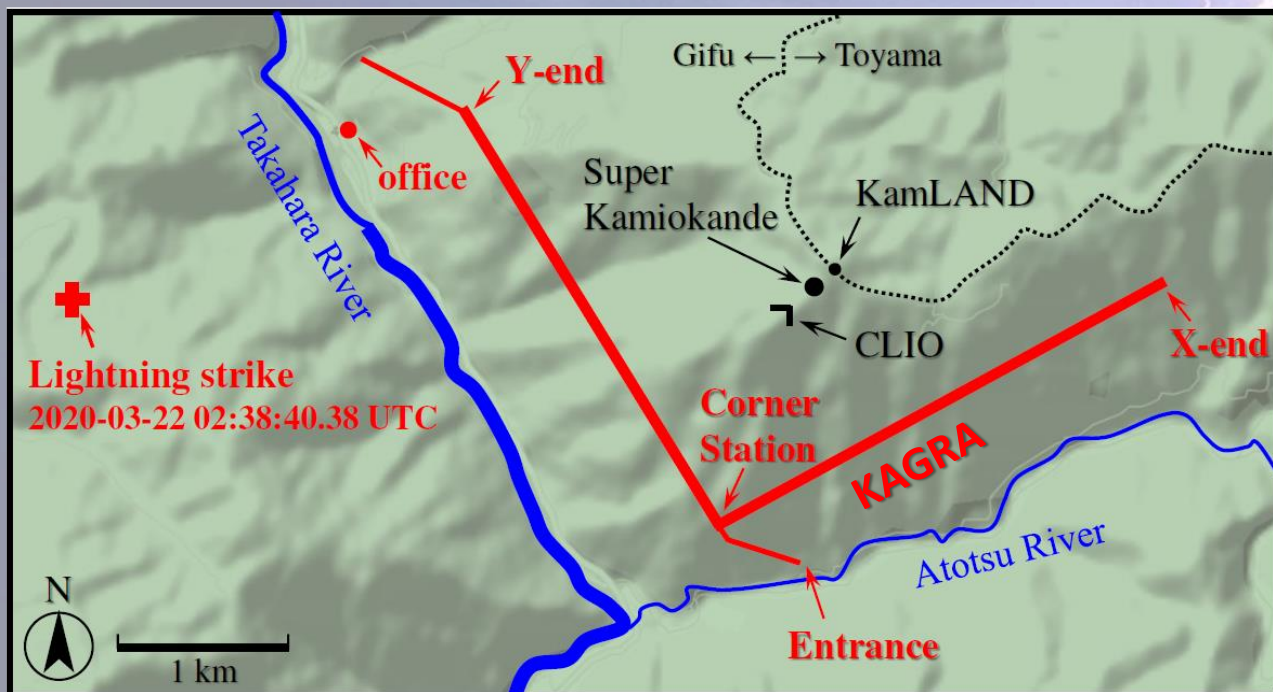 Gifu ← → Toyama
Y-end
office
Takahara River
Super
Kamiokande
KamLAND
CLIO
X-end
Lightning strike
2020-03-22 02:38:40.38 UTC
Corner
Station
KAGRA
Atotsu River
Entrance
N
1 km